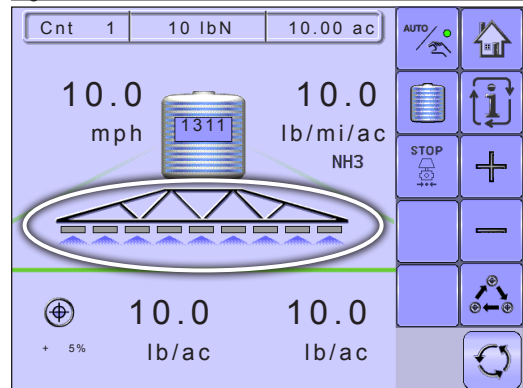 Cnt 1 10 lbN 10.00 ac
AUTO
10.0 10.0
1311
mph lb/mi/ac
NH3
STOP
10.0 10.0
+ 5% lb/ac lb/ac